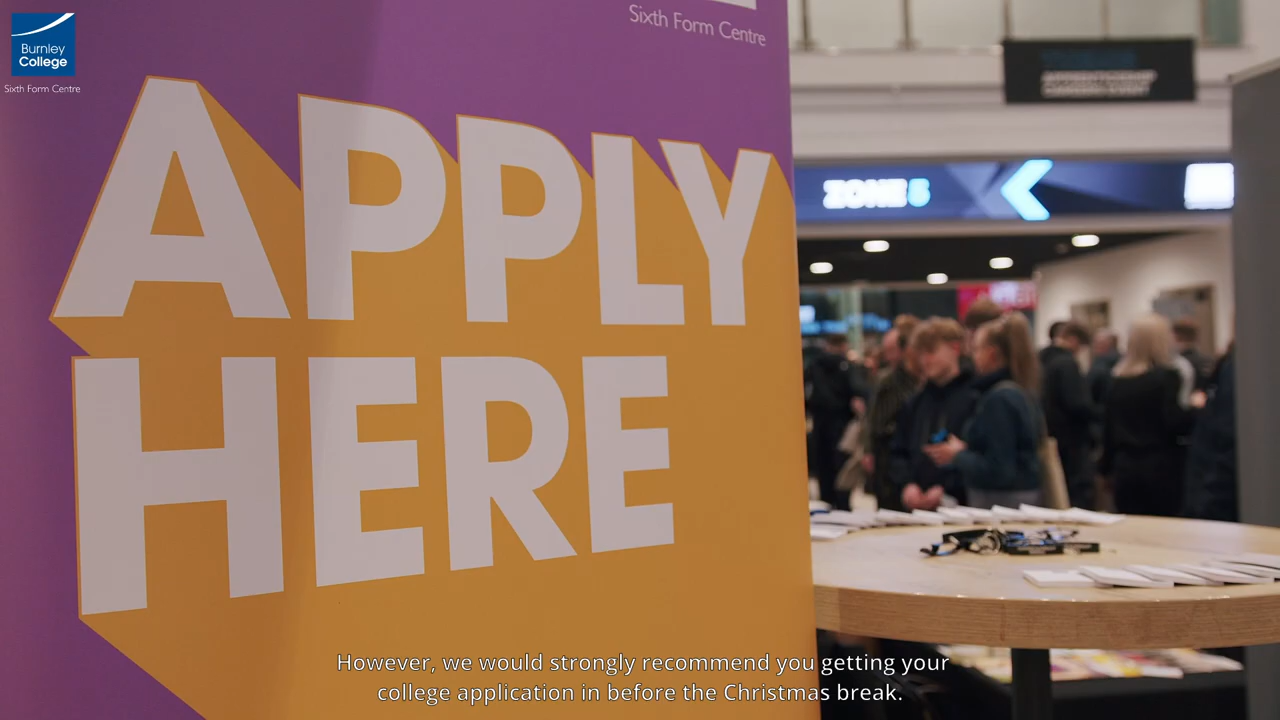 Burnley
College
Sixth Form Centre
Sixth Form Centre
APPLY
HERE
APPRENTICESHIP
ZONE 5
However, we would strongly recommend you getting your
college application in before the Christmas break.